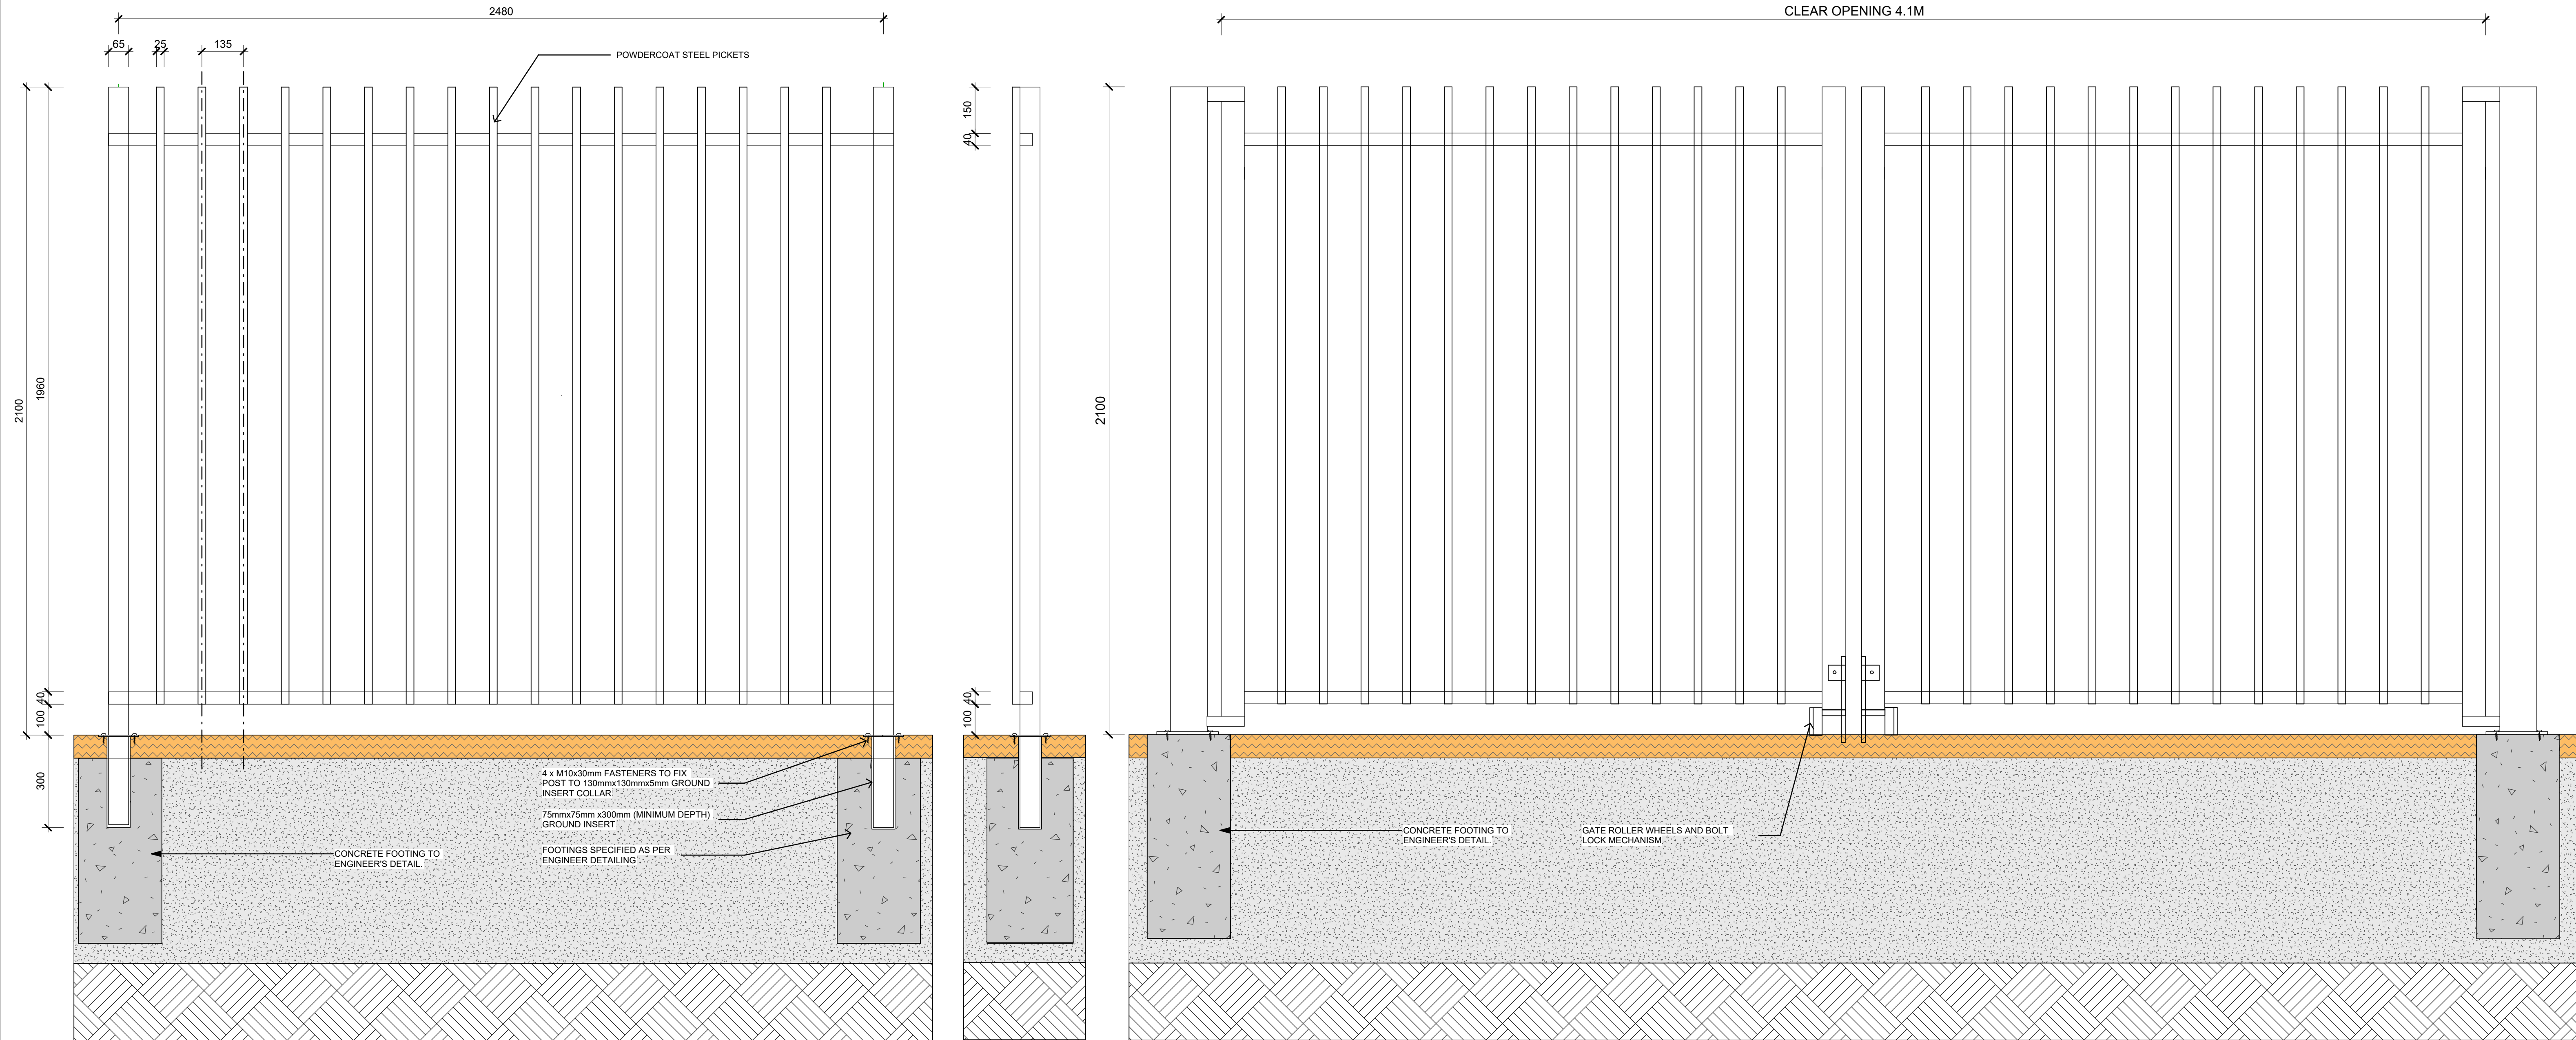 2480
CLEAR OPENING 4.1M
65
25
135
POWDERCOAT STEEL PICKETS
150
40
2100
1960
2100
40
100
40
100
300
4 x M10x30mm FASTENERS TO FIX
POST TO 130mmx130mmx5mm GROUND
INSERT COLLAR
75mmx75mm x300mm (MINIMUM DEPTH)
GROUND INSERT
FOOTINGS SPECIFIED AS PER
ENGINEER DETAILING
CONCRETE FOOTING TO
ENGINEER'S DETAIL.
CONCRETE FOOTING TO
ENGINEER'S DETAIL.
GATE ROLLER WHEELS AND BOLT
LOCK MECHANISM